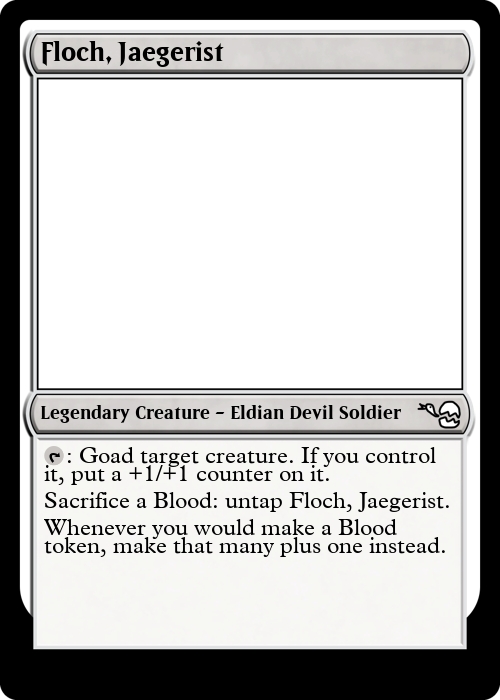 Floch, Jaegerist
Legendary Creature - Eldian Devil Soldier
: Goad target creature. If you control
it, put a +1/+1 counter on it.
Sacrifice a Blood: untap Floch, Jaegerist.
Whenever you would make a Blood
token, make that many plus one instead.